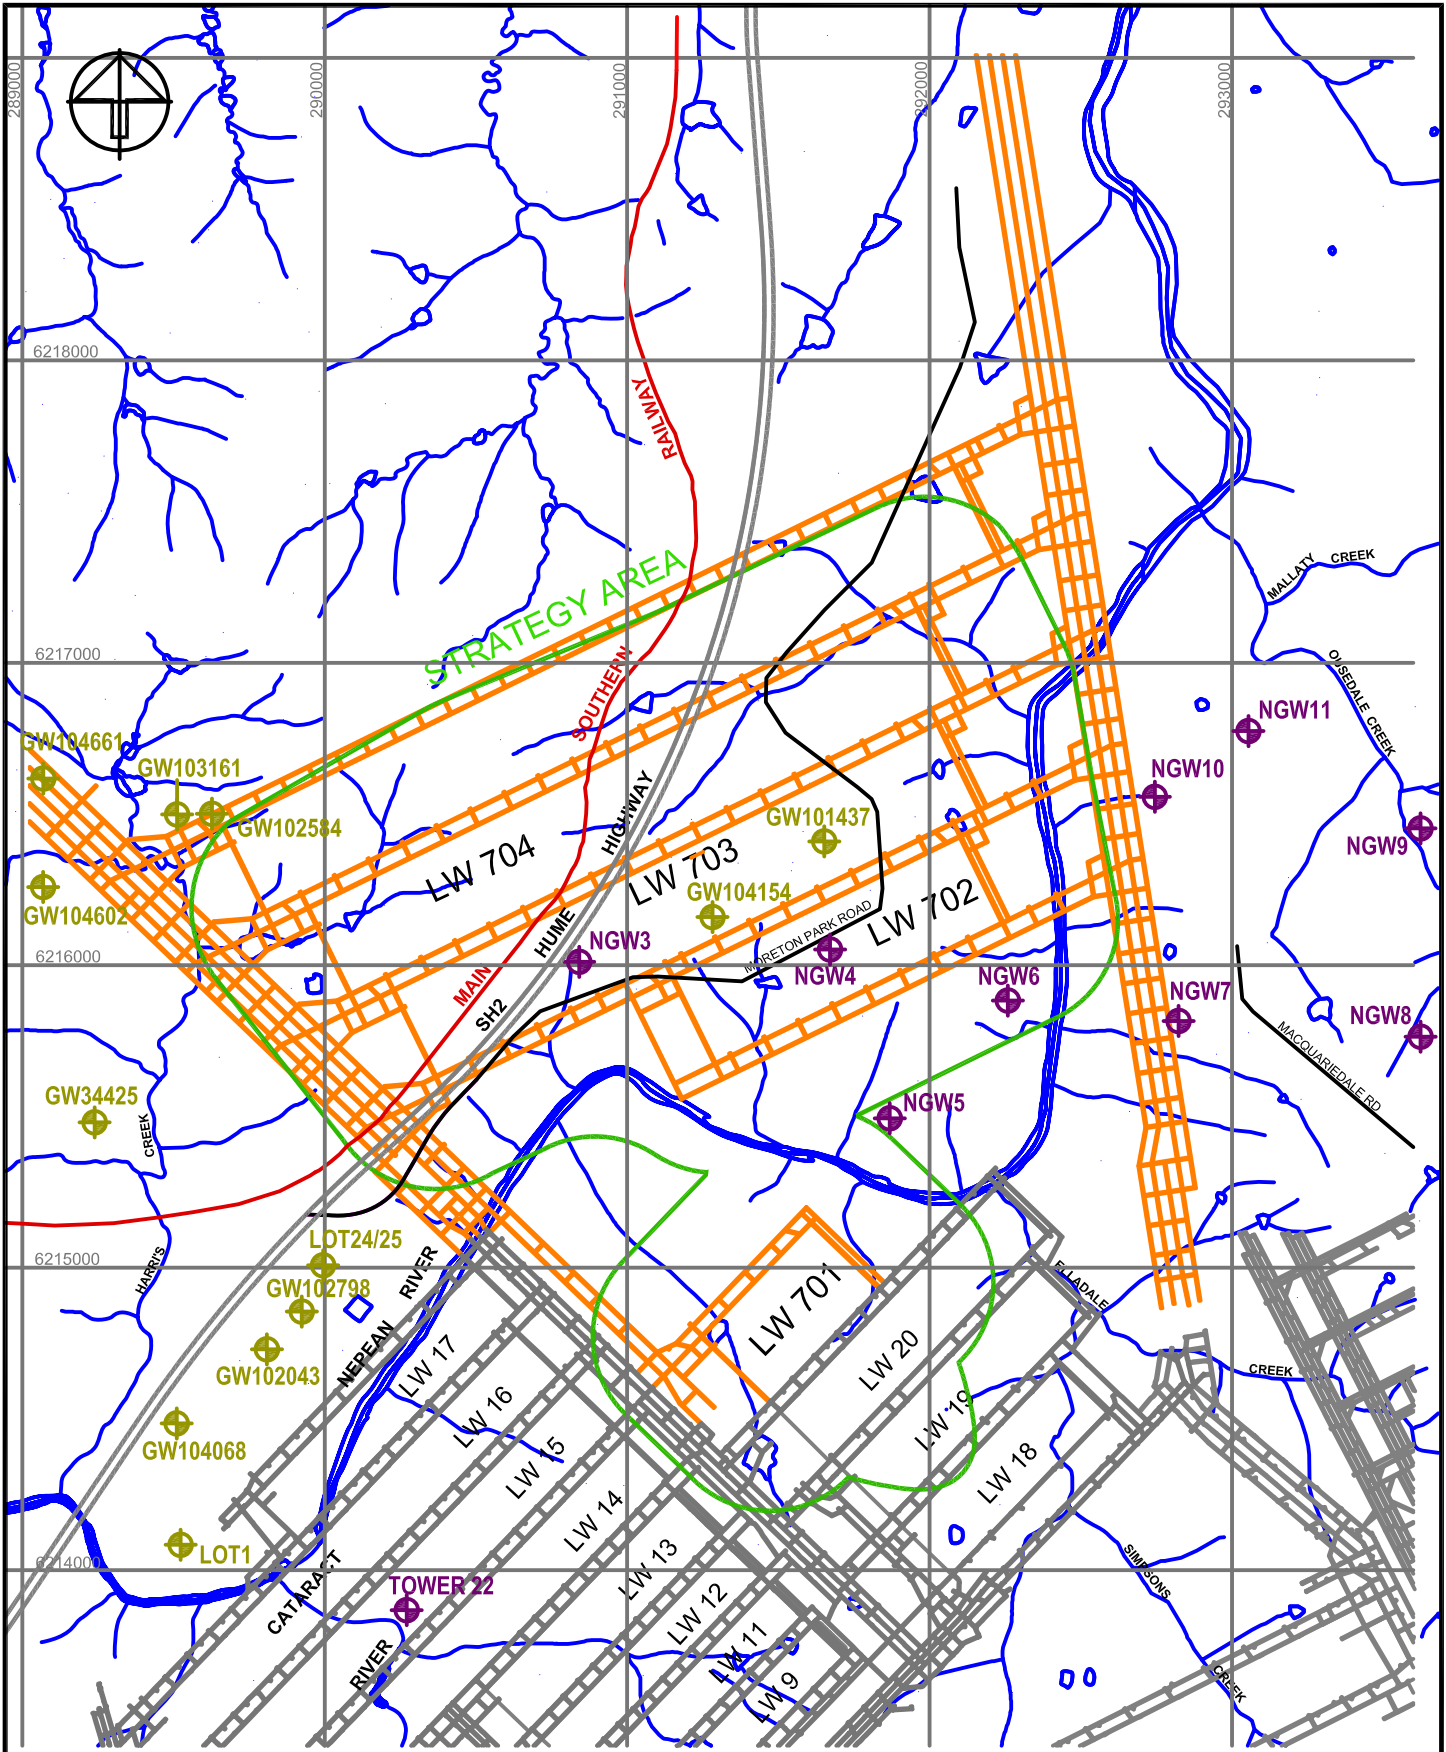 289000
290000
291000
292000
293000
6218000
RAILWAY
STRATEGY AREA
MALLATY CREEK
6217000
SOUTHERN
OUSEDALE CREEK
NGW11
GW104661
GW103161
NGW10
HIGHWAY
GW101437
GW102584
NGW9
LW 704
LW 703
GW104154
LW 702
GW104602
HUME
NGW3
MORETON PARK ROAD
6216000
MAIN
NGW4
NGW6
NGW7
SH2
NGW8
MACQUARIEDALE RD
GW34425
NGW5
CREEK
LOT24/25
6215000
HARRI'S
RIVER
ELLADALE
GW102798
LW 701
NEPEAN
LW 17
LW 20
GW102043
CREEK
LW 16
LW 19
GW104068
LW 15
LW 18
LW 14
LOT1
6214000
LW 13
SIMPSONS
CATARACT
TOWER 22
LW 12
LW 11
RIVER
LW 9
CREEK